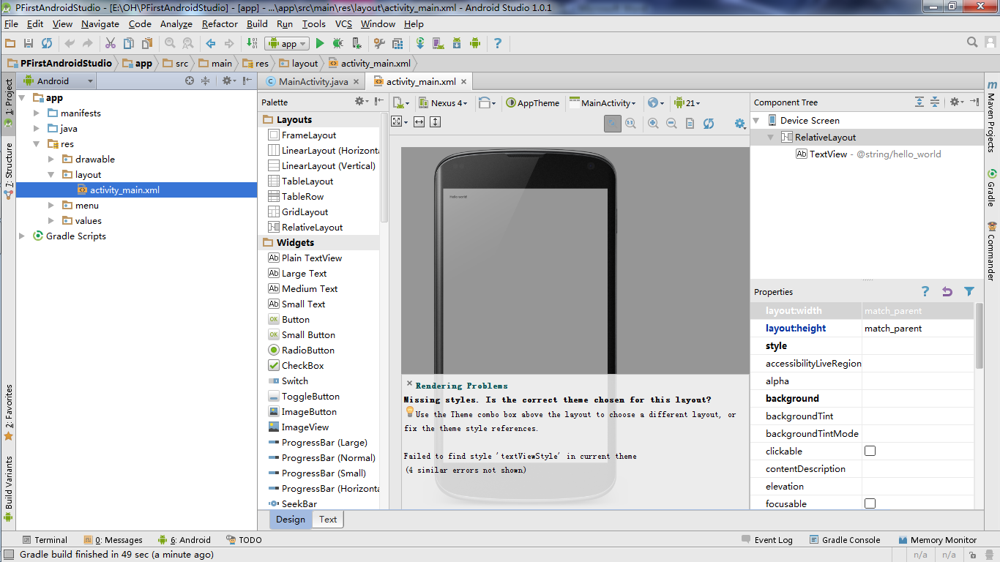 PFirstAndroidStudio - [E:\OH\PFirstAndroidStudio] - [app] - ...\app\src\main\res\layout\activity_main.xml - Android Studio 1.0.1
File Edit View Navigate Code Analyze Refactor Build Run Tools VCS Window Help
app
PFirstAndroidStudio app src main res layout activity_main.xml
1: Project
7: Structure
2: Favorites
Build Variants
Android
app
manifests
java
res
drawable
layout
activity_main.xml
menu
values
Gradle Scripts
MainActivity.java
activity_main.xml
Palette
Layouts
FrameLayout
LinearLayout (Horizonta
LinearLayout (Vertical)
TableLayout
TableRow
GridLayout
RelativeLayout
Widgets
Plain TextView
Large Text
Medium Text
Small Text
Button
Small Button
RadioButton
CheckBox
Switch
ToggleButton
ImageButton
ImageView
ProgressBar (Large)
ProgressBar (Normal)
ProgressBar (Small)
ProgressBar (Horizonta
SeekBar
Nexus 4 AppTheme MainActivity 21
Hello world!
Rendering Problems
Missing styles. Is the correct theme chosen for this layout?
Use the Theme combo box above the layout to choose a different layout, or
fix the theme style references.
Failed to find style 'textViewStyle' in current theme
(4 similar errors not shown)
Design Text
Component Tree
Device Screen
RelativeLayout
TextView - @string/hello_world
Properties
layout:width match_parent
layout:height match_parent
style
accessibilityLiveRegion
alpha
background
backgroundTint
backgroundTintMode
clickable
contentDescription
elevation
focusable
Maven Projects
Gradle
Commander
Terminal 0: Messages 6: Android TODO Event Log Gradle Console Memory Monitor
Gradle build finished in 49 sec (a minute ago) n/a n/a